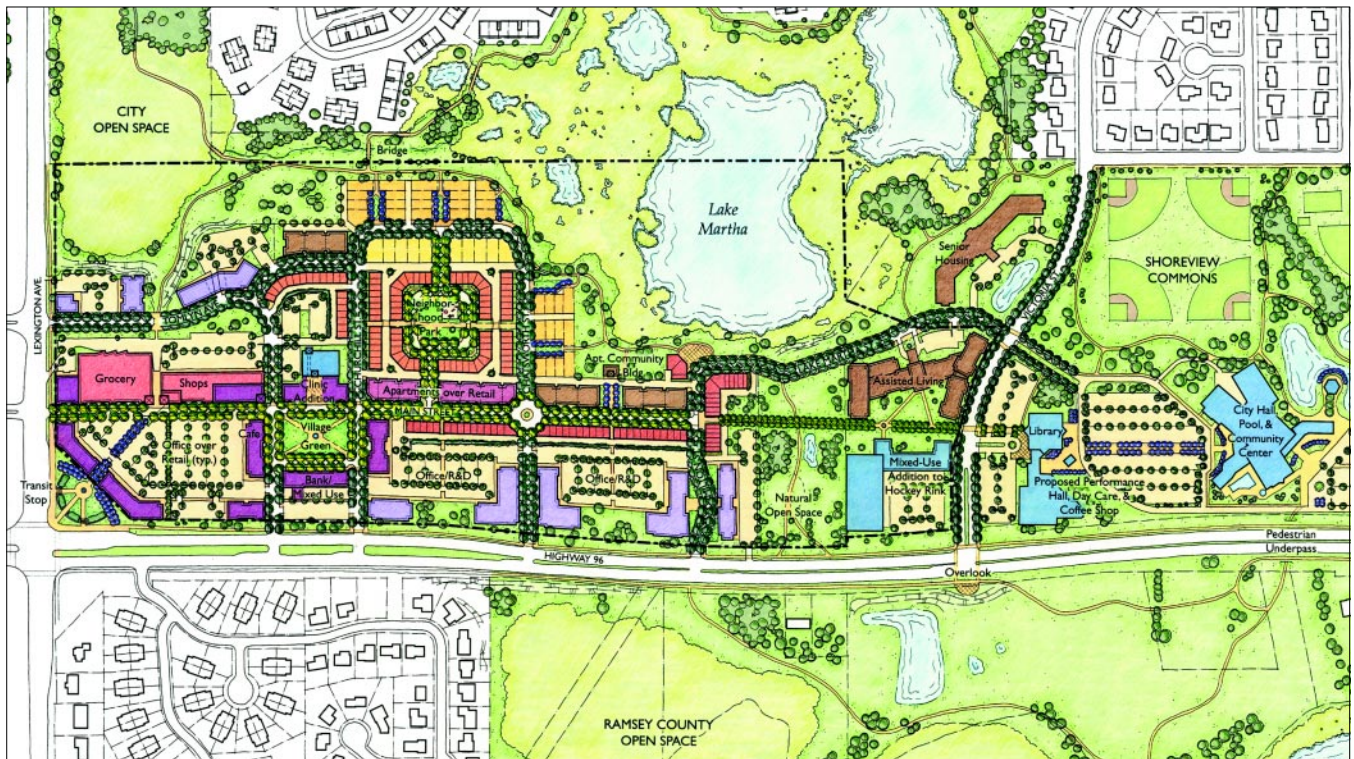 CITY
OPEN SPACE
Bridge
Lake
Martha
Senior
Housing
SHOREVIEW
COMMONS
LEXINGTON AVE.
Neighbor-
hood
Park
Grocery
Shops
Clinic
Addition
Apartments over Retail
Apt. Community
Bldg.
Assisted Living
MAIN STREET
Village
Green
Cafe
Office over
Retail (typ.)
Bank/
Mixed Use
Office/R&D
Office/R&D
Transit
Stop
Natural
Open Space
Mixed-Use
Addition to
Hockey Rink
Library
City Hall,
Pool, &
Community
Center
Proposed Performance
Hall, Day Care, &
Coffee Shop
HIGHWAY 96
Pedestrian
Underpass
Overlook
RAMSEY COUNTY
OPEN SPACE